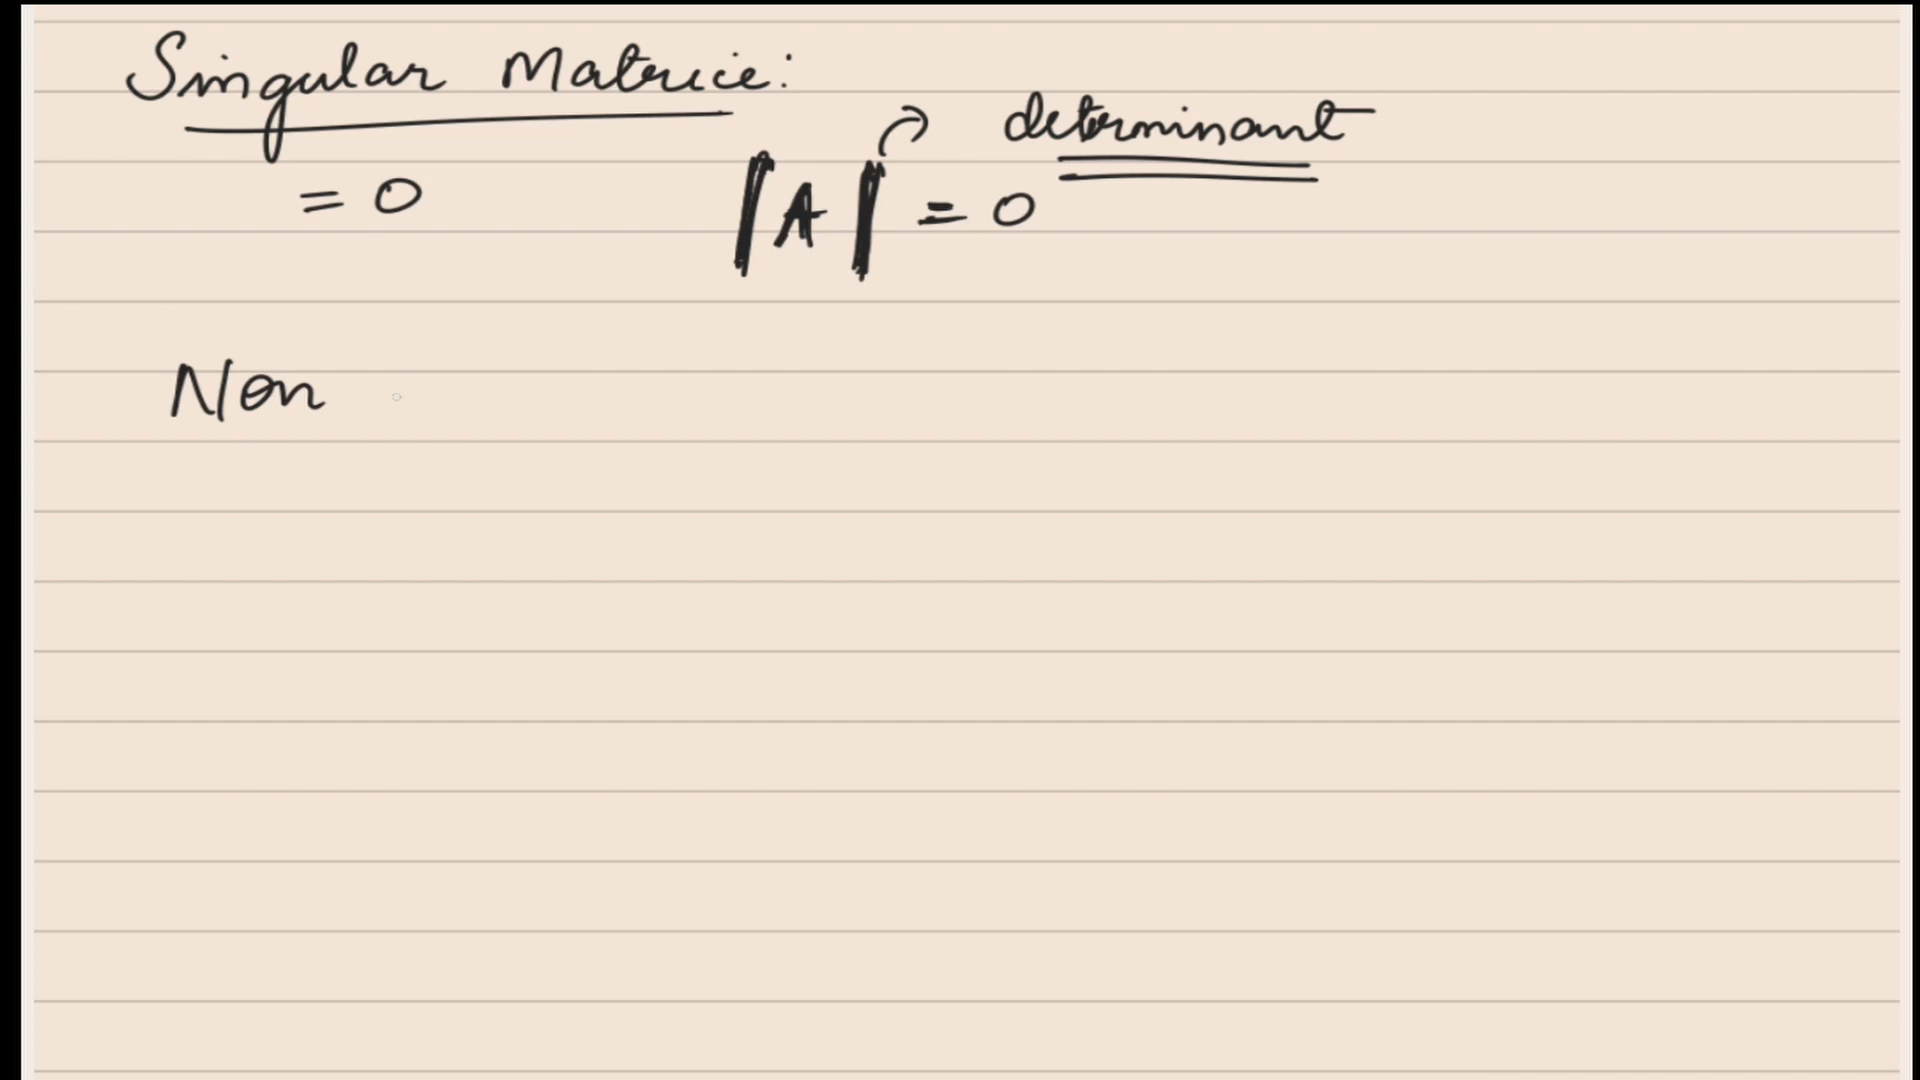 Singular Matrice:
determinant
= 0
|A| = 0
Non